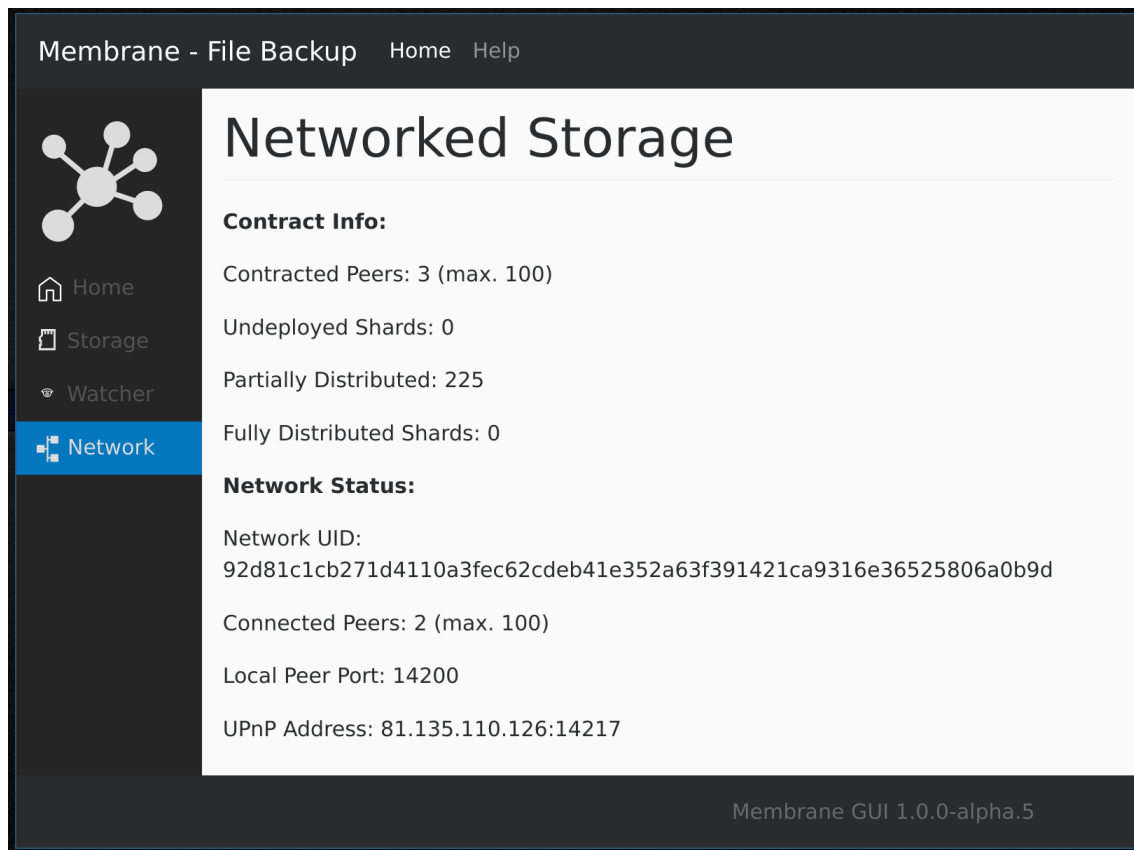 Membrane - File Backup Home Help
Networked Storage
Home
Storage
Watcher
Network
Contract Info:
Contracted Peers: 3 (max. 100)
Undeployed Shards: 0
Partially Distributed: 225
Fully Distributed Shards: 0
Network Status:
Network UID:
92d81c1cb271d4110a3fec62cdeb41e352a63f391421ca9316e36525806a0b9d
Connected Peers: 2 (max. 100)
Local Peer Port: 14200
UPnP Address: 81.135.110.126:14217
Membrane GUI 1.0.0-alpha.5